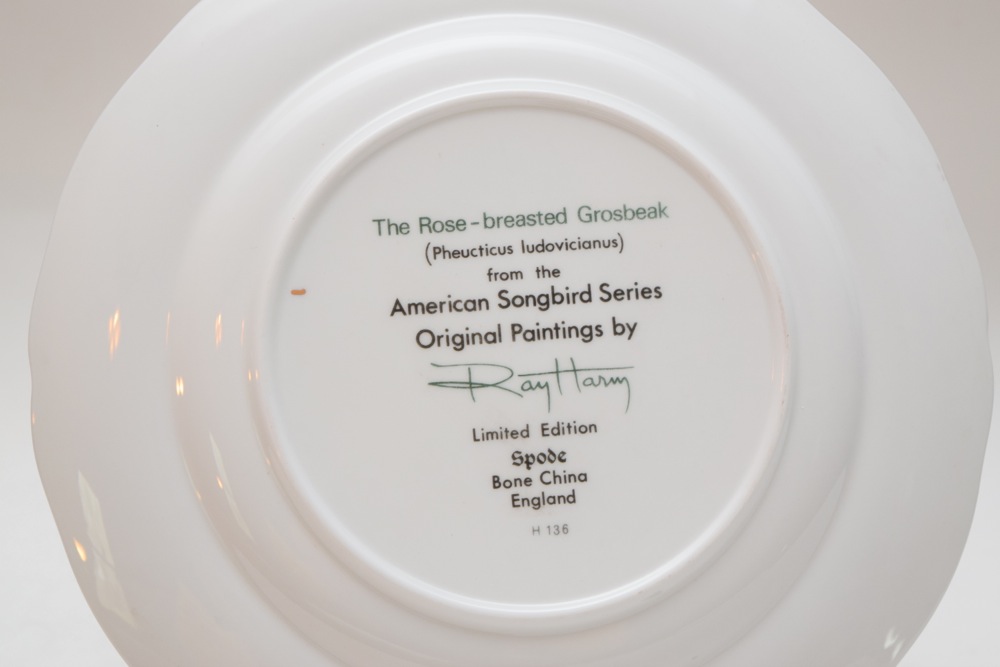 The Rose-breasted Grosbeak
(Pheucticus ludovicianus)
from the
American Songbird Series
Original Paintings by
Ray Harm
Limited Edition
Spode
Bone China
England
H 136